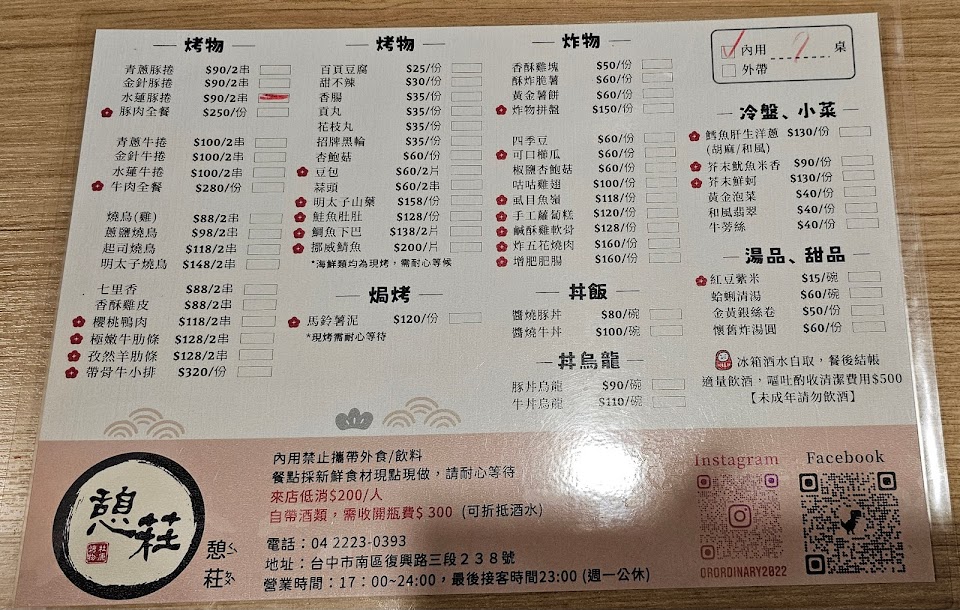 烤物
青蔥豚捲 $90/2串
金針豚捲 $90/2串
水蓮豚捲 $90/2串
豚肉全餐 $250/份
青蔥牛捲 $100/2串
金針牛捲 $100/2串
水蓮牛捲 $100/2串
牛肉全餐 $280/份
燒鳥(雞) $88/2串
蔥鹽燒鳥 $98/2串
起司燒鳥 $118/2串
明太子燒鳥 $148/2串
七里香 $88/2串
香酥雞皮 $88/2串
櫻桃鴨肉 $118/2串
極嫩牛肋條 $128/2串
孜然羊肋條 $128/2串
帶骨牛小排 $320/份
烤物
百頁豆腐 $25/份
甜不辣 $30/份
香腸 $35/份
貢丸 $35/份
花枝丸 $35/份
招牌黑輪 $35/份
杏鮑菇 $60/份
豆包 $60/2片
蒜頭 $60/2串
明太子山藥 $158/份
鮭魚肚肚 $128/份
鯛魚下巴 $138/2片
挪威鯖魚 $200/片
*海鮮類均為現烤，需耐心等候
焗烤
馬鈴薯泥 $120/份
*現烤需耐心等待
炸物
香酥雞塊 $50/份
酥炸脆薯 $60/份
黃金薯餅 $60/份
炸物拼盤 $150/份
四季豆 $60/份
可口櫛瓜 $60/份
椒鹽杏鮑菇 $60/份
咕咕雞翅 $100/份
虱目魚嶺 $118/份
手工蘿蔔糕 $120/份
鹹酥雞軟骨 $128/份
炸五花燒肉 $160/份
增肥肥腸 $160/份
丼飯
醬燒豚丼 $80/碗
醬燒牛丼 $100/碗
丼烏龍
豚丼烏龍 $90/碗
牛丼烏龍 $110/碗
內用 2 桌
外帶
冷盤、小菜
鱈魚肝生洋蔥 $130/份
(胡麻/和風)
芥末魷魚米香 $90/份
芥末鮮蚵 $130/份
黃金泡菜 $40/份
和風翡翠 $40/份
牛蒡絲 $40/份
湯品、甜品
紅豆紫米 $15/碗
蛤蜊清湯 $60/碗
金黃銀絲卷 $50/份
懷舊炸湯圓 $60/份
冰箱酒水自取，餐後結帳
適量飲酒，嘔吐酌收清潔費用$500
【未成年請勿飲酒】
憩莊
憩ㄑㄧˋ
莊ㄓㄨㄤ
內用禁止攜帶外食/飲料
餐點採新鮮食材現點現做，請耐心等待
來店低消$200/人
自帶酒類，需收開瓶費$ 300 (可折抵酒水)
電話：04 2223-0393
地址：台中市南區復興路三段２３８號
營業時間：17：00~24:00，最後接客時間23:00 (週一公休)
Instagram
ORORDINARY2022
Facebook